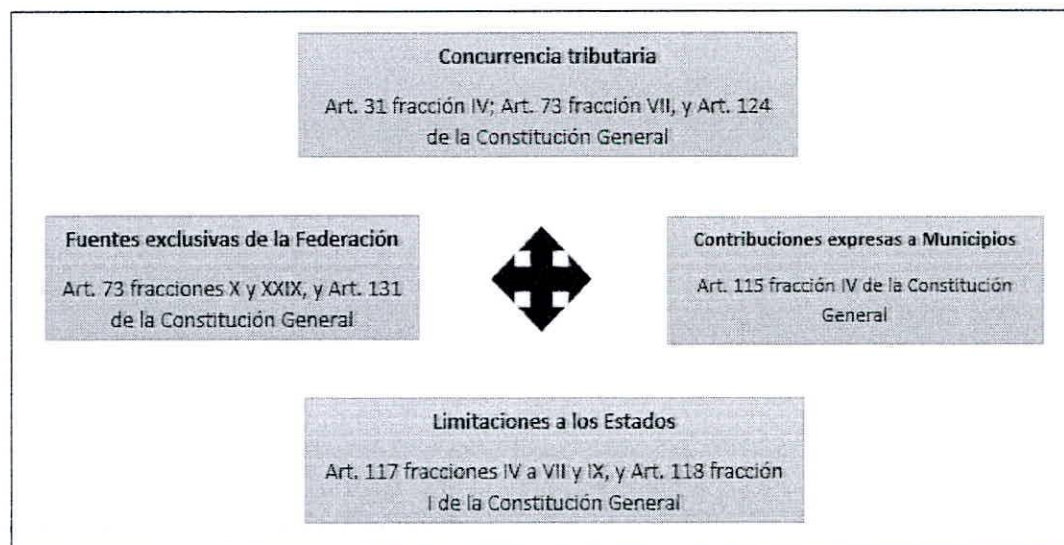 Concurrencia tributaria
Art. 31 fracción IV; Art. 73 fracción VII, y Art. 124
de la Constitución General
Fuentes exclusivas de la Federación
Art. 73 fracciones X y XXIX, y Art. 131
de la Constitución General
Contribuciones expresas a Municipios
Art. 115 fracción IV de la Constitución
General
Limitaciones a los Estados
Art. 117 fracciones IV a VII y IX, y Art. 118 fracción
I de la Constitución General